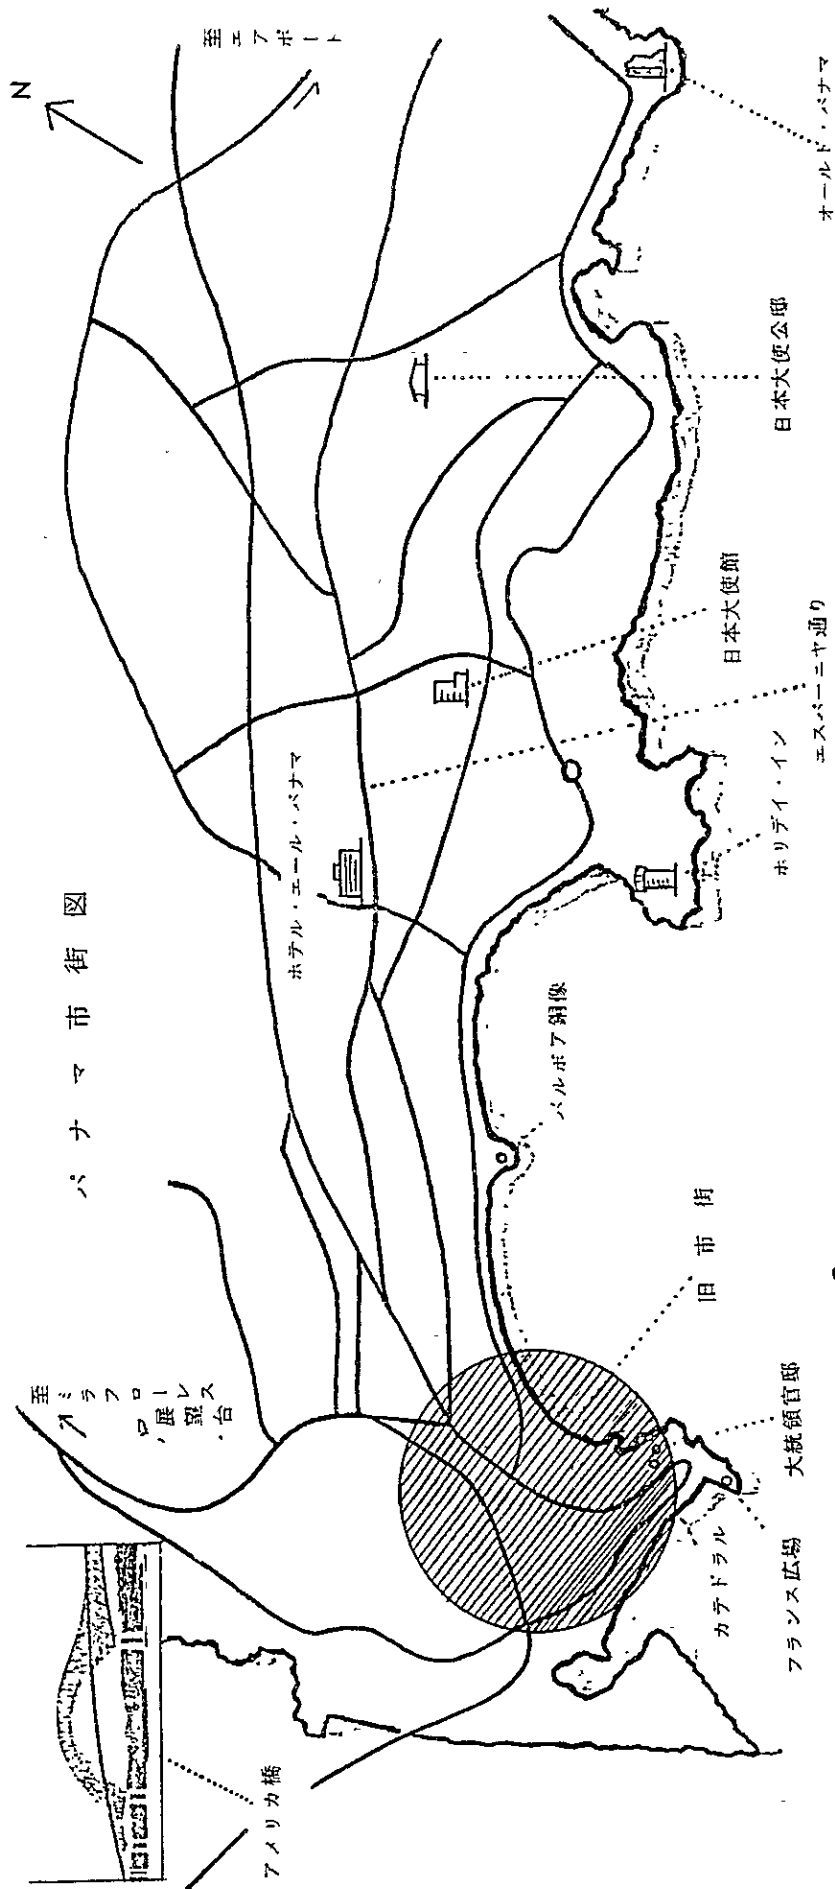 パナマ市街図
N
至エアポート
至ミラフローレス
展望台
アメリカ橋
ホテル・エール・パナマ
バルボア銅像
旧市街
大統領官邸
カテドラル
フランス広場
ホリデイ・イン
エスパーニヤ通り
日本大使館
日本大使公邸
オールド・パナマ